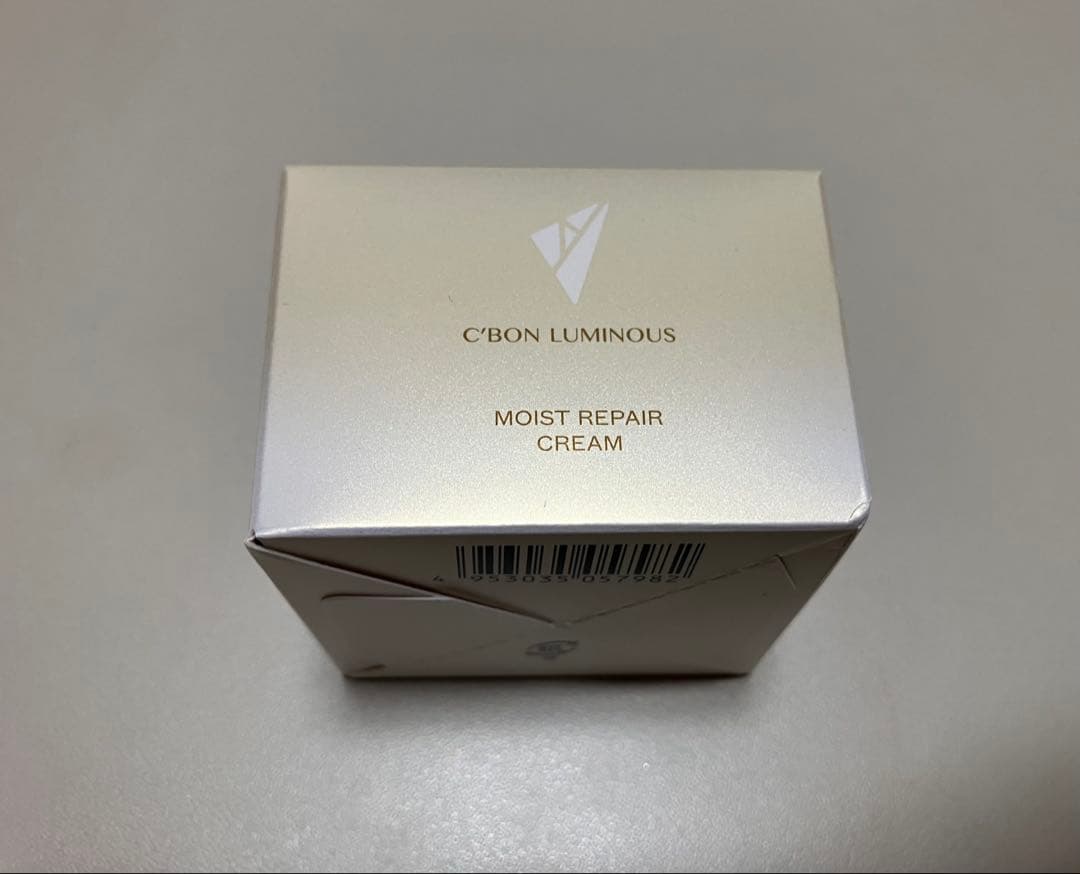 C'BON LUMINOUS
MOIST REPAIR
CREAM
4 953035 057982